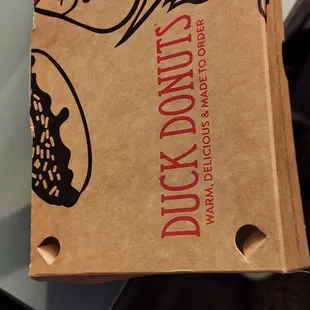 DUCK DONUTS
WARM, DELICIOUS & MADE TO ORDER